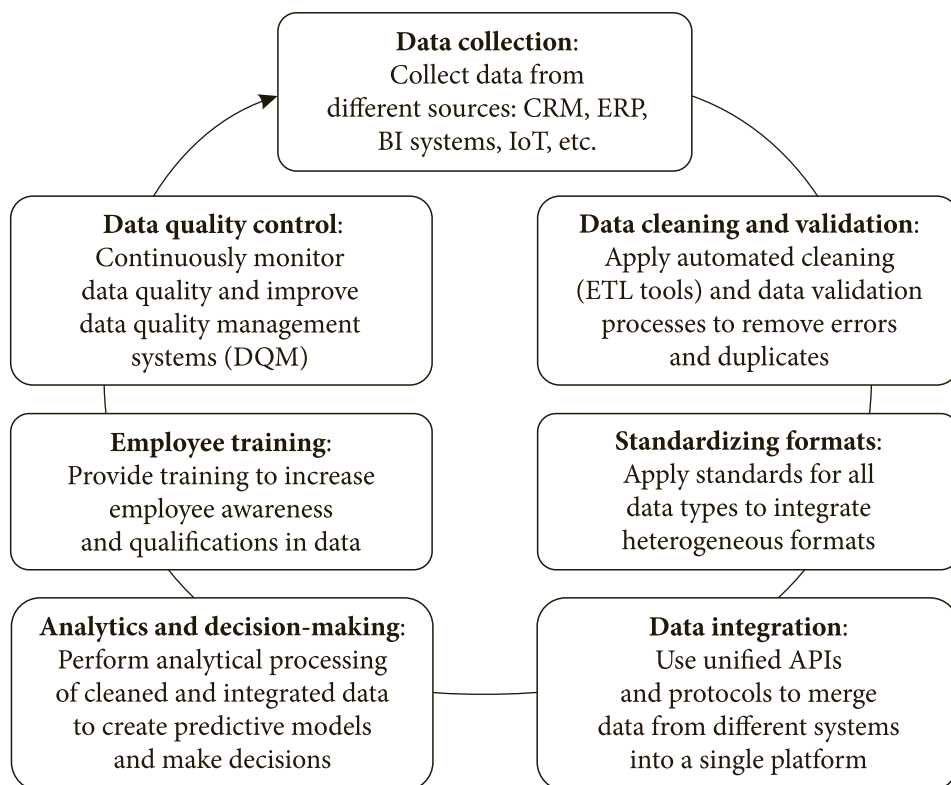 Data collection:
Collect data from
different sources: CRM, ERP,
BI systems, IoT, etc.
Data cleaning and validation:
Apply automated cleaning
(ETL tools) and data validation
processes to remove errors
and duplicates
Standardizing formats:
Apply standards for all
data types to integrate
heterogeneous formats
Data integration:
Use unified APIs
and protocols to merge
data from different systems
into a single platform
Analytics and decision-making:
Perform analytical processing
of cleaned and integrated data
to create predictive models
and make decisions
Employee training:
Provide training to increase
employee awareness
and qualifications in data
Data quality control:
Continuously monitor
data quality and improve
data quality management
systems (DQM)